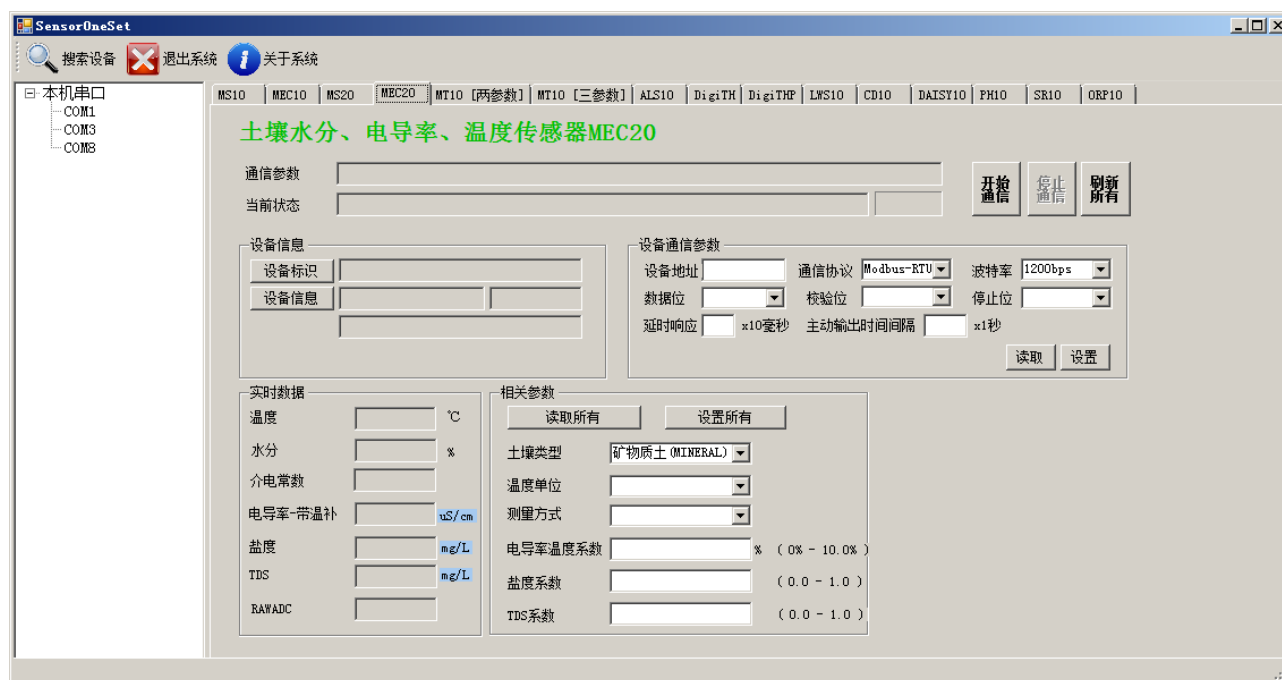 SensorOneSet
搜索设备 退出系统 关于系统
本机串口
COM1
COM3
COM8
MS10 MEC10 MS20 MEC20 MT10 [两参数] MT10 [三参数] ALS10 DigiTH DigiTHP LWS10 CD10 DAISY10 PH10 SR10 ORP10
土壤水分、电导率、温度传感器MEC20
通信参数
当前状态
开始通信
停止通信
刷新所有
设备信息
设备标识
设备信息
设备通信参数
设备地址 通信协议 Modbus-RTU 波特率 1200bps
数据位 校验位 停止位
延时响应 x10毫秒 主动输出时间间隔 x1秒
读取 设置
实时数据
温度 ℃
水分 %
介电常数
电导率-带温补 uS/cm
盐度 mg/L
TDS mg/L
RAWADC
相关参数
读取所有 设置所有
土壤类型 矿物质土(MINERAL)
温度单位
测量方式
电导率温度系数 % ( 0% - 10.0% )
盐度系数 ( 0.0 - 1.0 )
TDS系数 ( 0.0 - 1.0 )